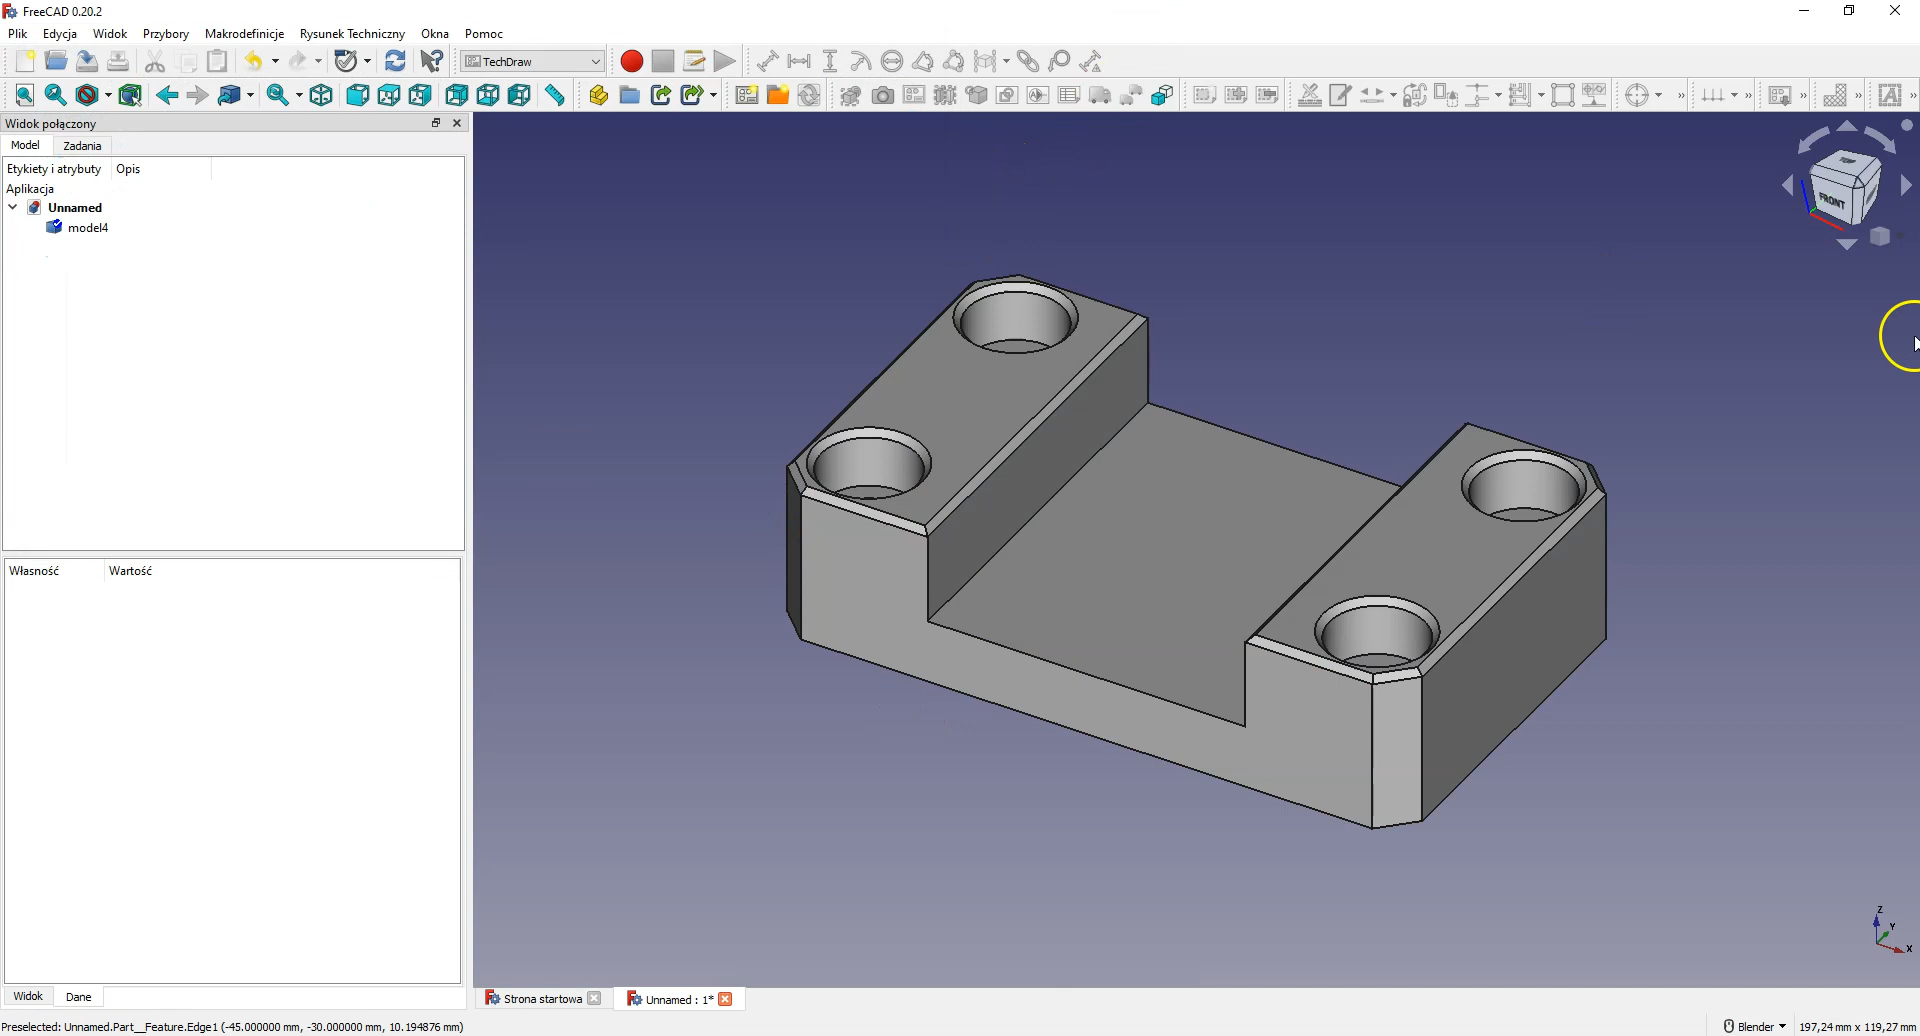 FreeCAD 0.20.2
Plik Edycja Widok Przybory Makrodefinicje Rysunek Techniczny Okna Pomoc
TechDraw
Widok połączony
Model Zadania
Etykiety i atrybuty Opis
Aplikacja
Unnamed
model4
FRONT
TOP
Własność Wartość
Z
Y
X
Widok Dane
Strona startowa Unnamed : 1*
Preselected: Unnamed.Part__Feature.Edge1 (-45.000000 mm, -30.000000 mm, 10.194876 mm)
Blender 197,24 mm x 119,27 mm